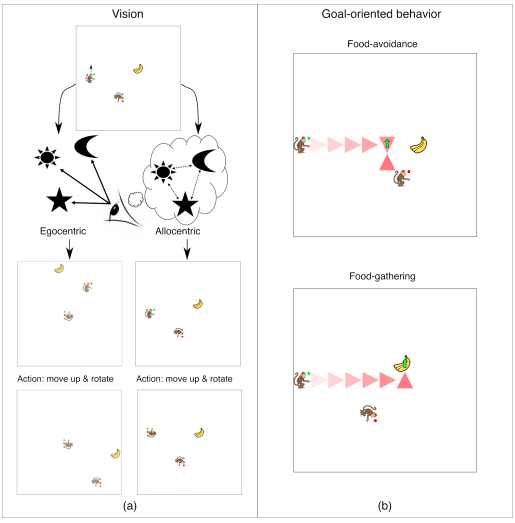 Vision
Goal-oriented behavior
Food-avoidance
Egocentric
Allocentric
Food-gathering
Action: move up & rotate
Action: move up & rotate
(a)
(b)